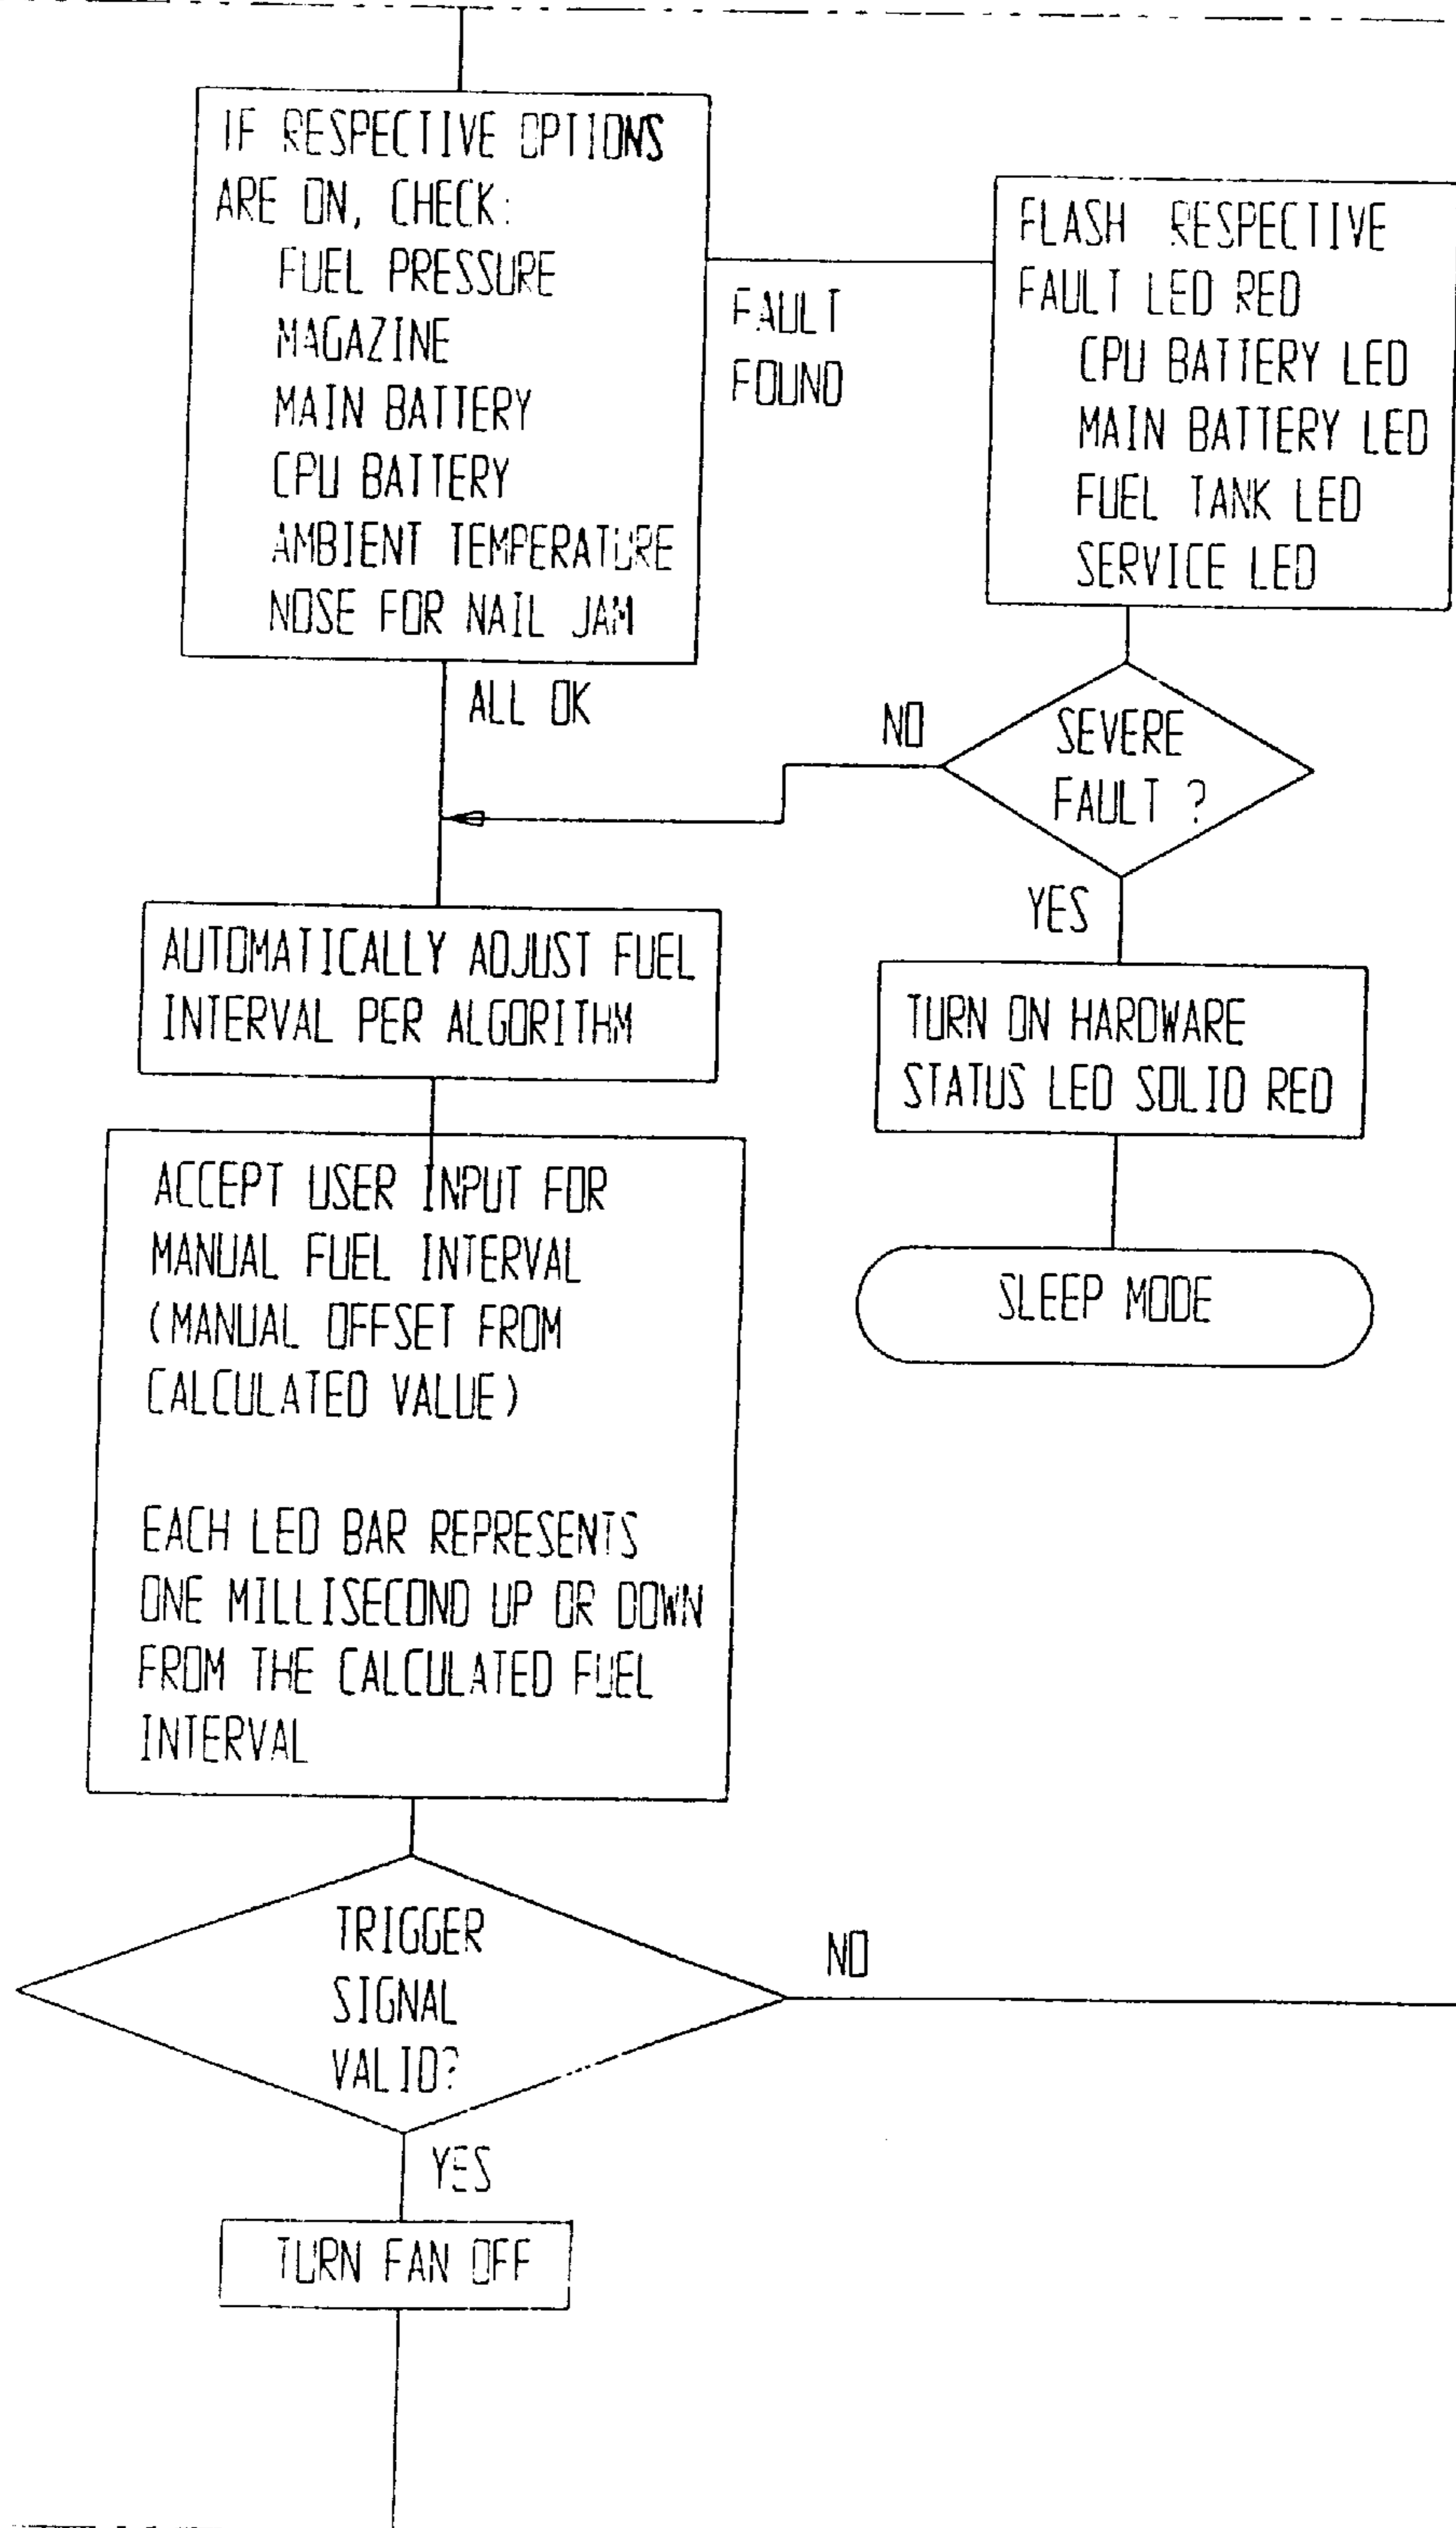 IF RESPECTIVE OPTIONS
ARE ON, CHECK:
FUEL PRESSURE
MAGAZINE
MAIN BATTERY
CPU BATTERY
AMBIENT TEMPERATURE
NOSE FOR NAIL JAM
FAULT
FOUND
FLASH RESPECTIVE
FAULT LED RED
CPU BATTERY LED
MAIN BATTERY LED
FUEL TANK LED
SERVICE LED
ALL OK
NO
SEVERE
FAULT ?
YES
AUTOMATICALLY ADJUST FUEL
INTERVAL PER ALGORITHM
TURN ON HARDWARE
STATUS LED SOLID RED
SLEEP MODE
ACCEPT USER INPUT FOR
MANUAL FUEL INTERVAL
(MANUAL OFFSET FROM
CALCULATED VALUE)
EACH LED BAR REPRESENTS
ONE MILLISECOND UP OR DOWN
FROM THE CALCULATED FUEL
INTERVAL
TRIGGER
SIGNAL
VALID?
NO
YES
TURN FAN OFF